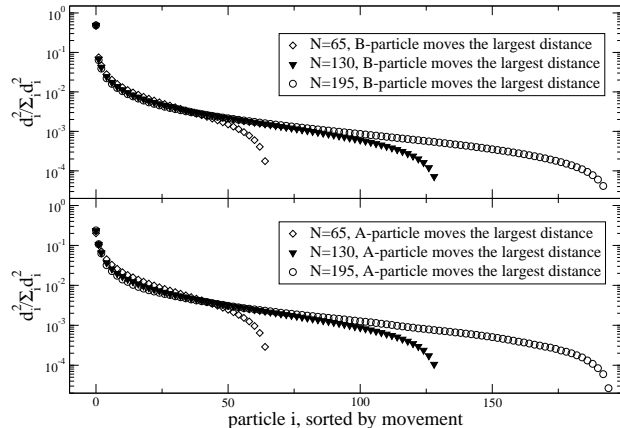 10^0
10^-1
10^-2
10^-3
10^-4
d_i^2/Σ_i d_i^2
N=65, B-particle moves the largest distance
N=130, B-particle moves the largest distance
N=195, B-particle moves the largest distance
10^0
10^-1
10^-2
10^-3
10^-4
d_i^2/Σ_i d_i^2
N=65, A-particle moves the largest distance
N=130, A-particle moves the largest distance
N=195, A-particle moves the largest distance
0 50 100 150
particle i, sorted by movement